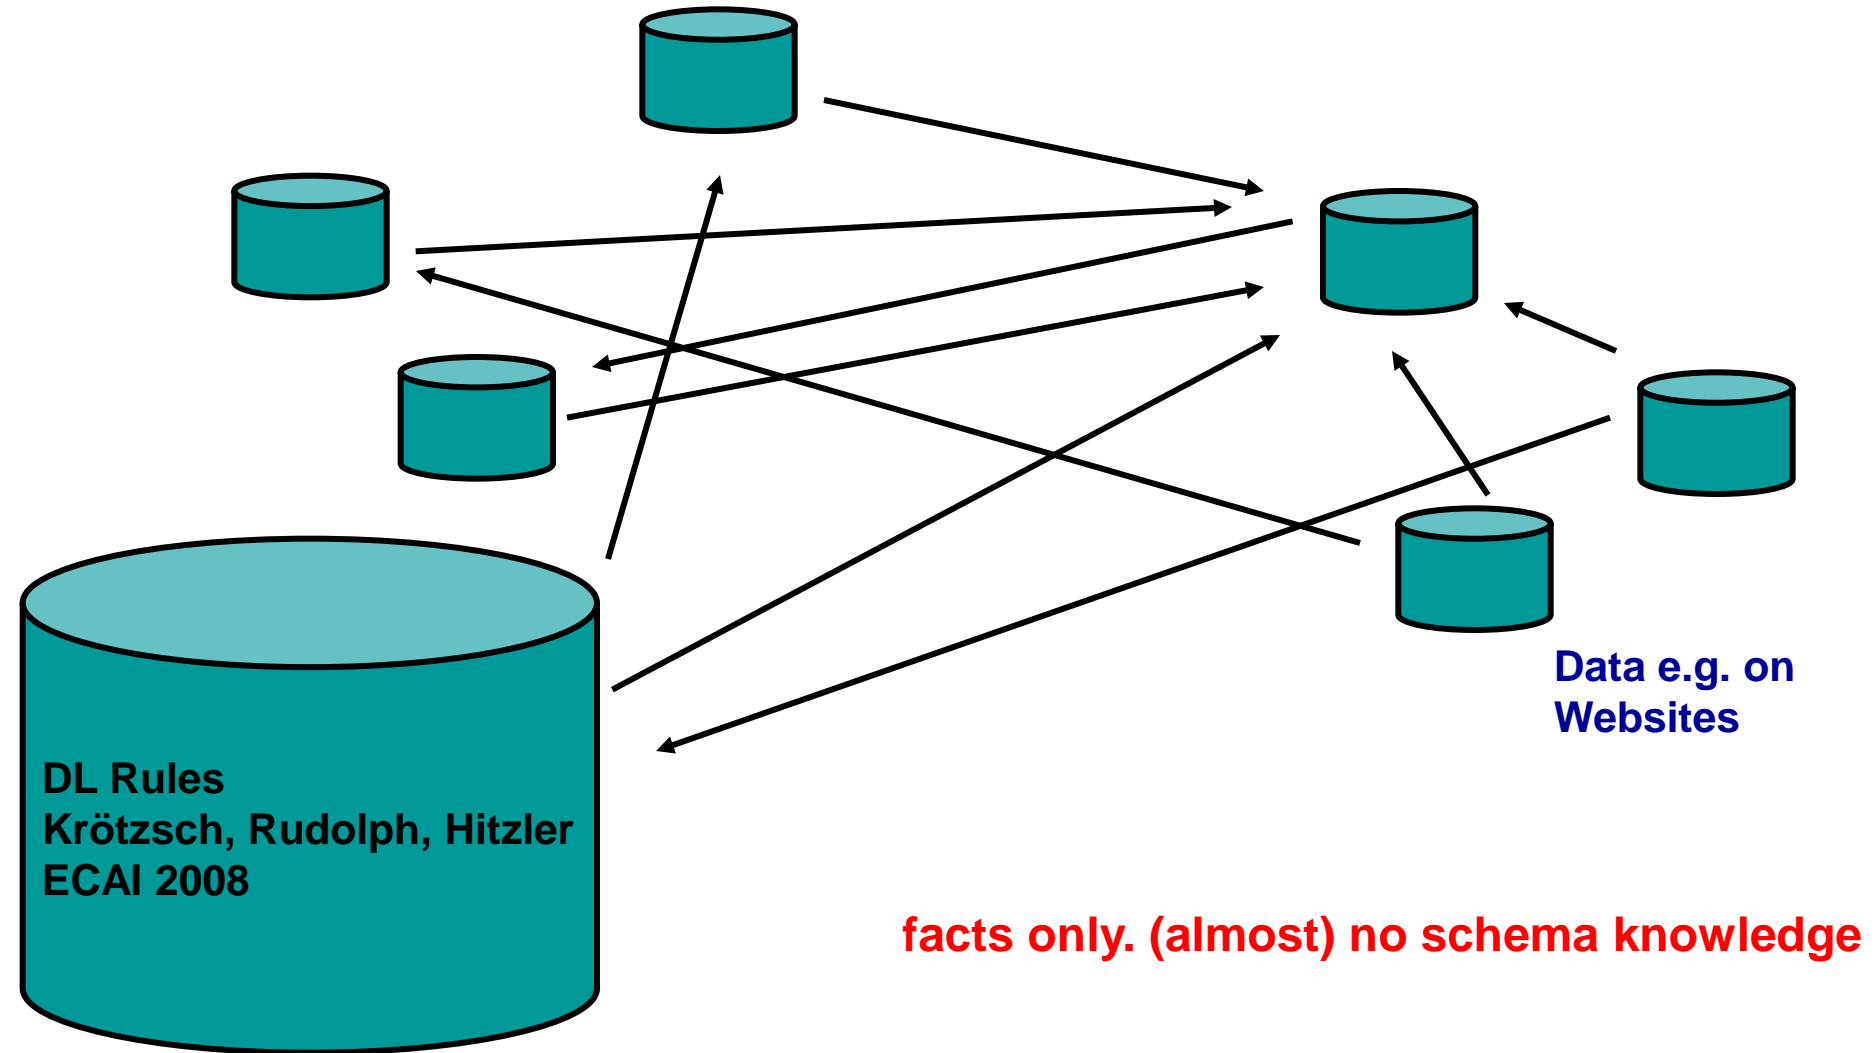 Data e.g. on
Websites
DL Rules
Krötzsch, Rudolph, Hitzler
ECAI 2008
facts only. (almost) no schema knowledge